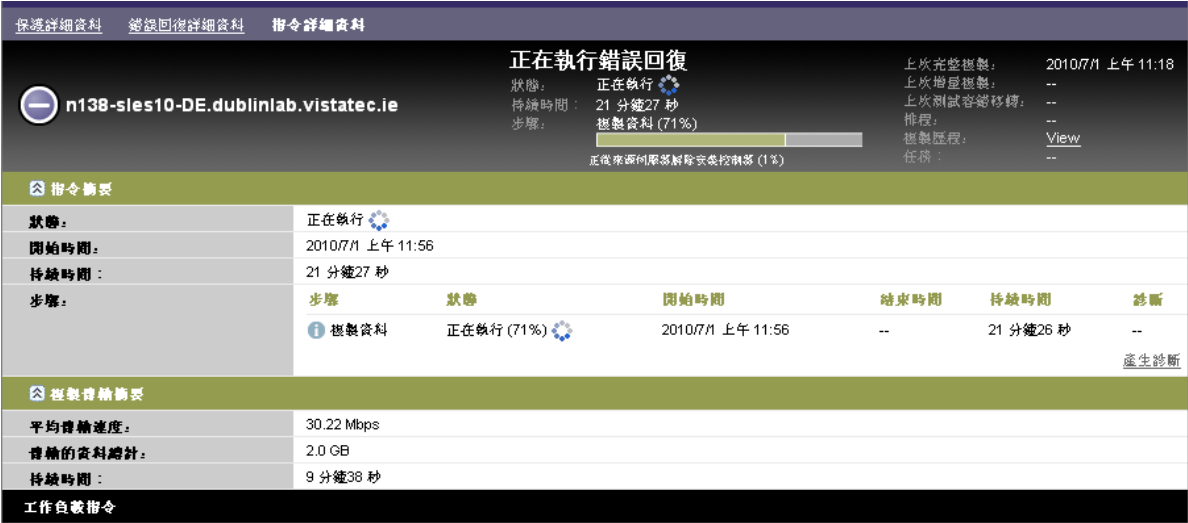 保護詳細資料 錯誤回復詳細資料 指令詳細資料
正在執行錯誤回復
n138-sles10-DE.dublinlab.vistatec.ie
狀態： 正在執行
持續時間： 21 分鐘27 秒
步驟： 複製資料 (71%)
正從來源伺服器解除安裝控制器 (1%)
上次完整複製： 2010/7/1 上午 11:18
上次增量複製： --
上次測試容錯移轉： --
排程： --
複製歷程： View
任務： --
指令摘要
狀態： 正在執行
開始時間： 2010/7/1 上午 11:56
持續時間： 21 分鐘27 秒
步驟： 步驟 狀態 開始時間 結束時間 持續時間 診斷
複製資料 正在執行 (71%) 2010/7/1 上午 11:56 -- 21 分鐘26 秒 --
產生診斷
複製傳輸摘要
平均傳輸速度： 30.22 Mbps
傳輸的資料總計： 2.0 GB
持續時間： 9 分鐘38 秒
工作負載指令